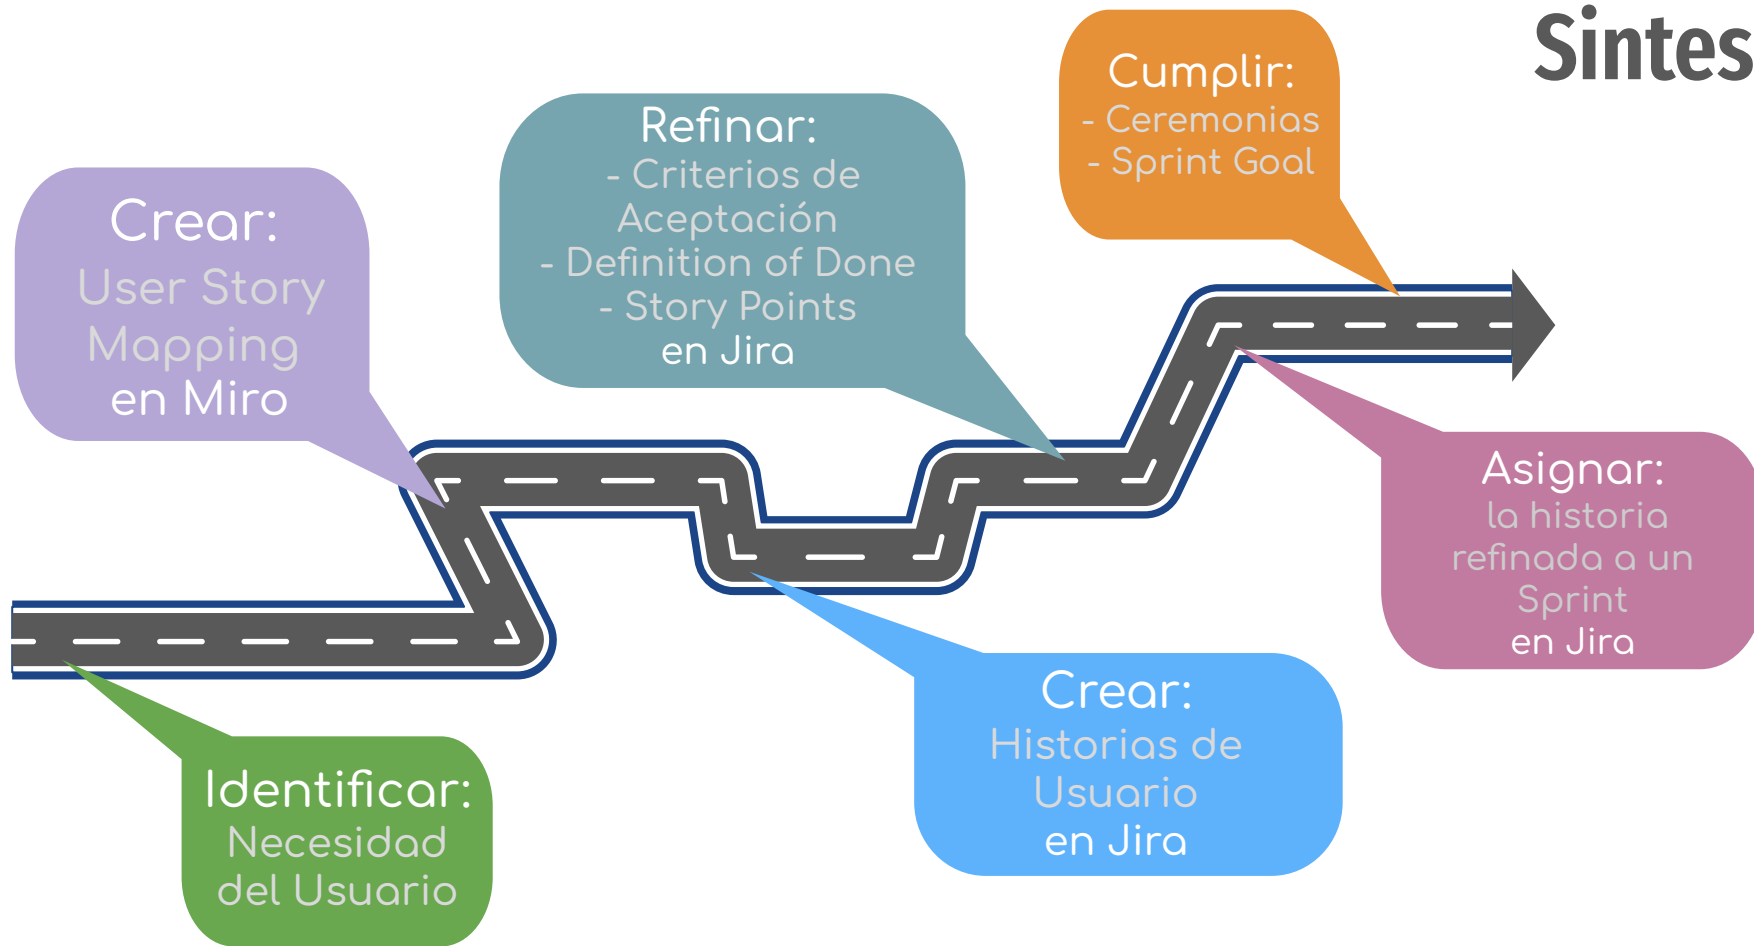 Sintes
Cumplir:
- Ceremonias
- Sprint Goal
Refinar:
- Criterios de
Aceptación
- Definition of Done
- Story Points
en Jira
Crear:
User Story
Mapping
en Miro
Asignar:
la historia
refinada a un
Sprint
en Jira
Crear:
Historias de
Usuario
en Jira
Identificar:
Necesidad
del Usuario